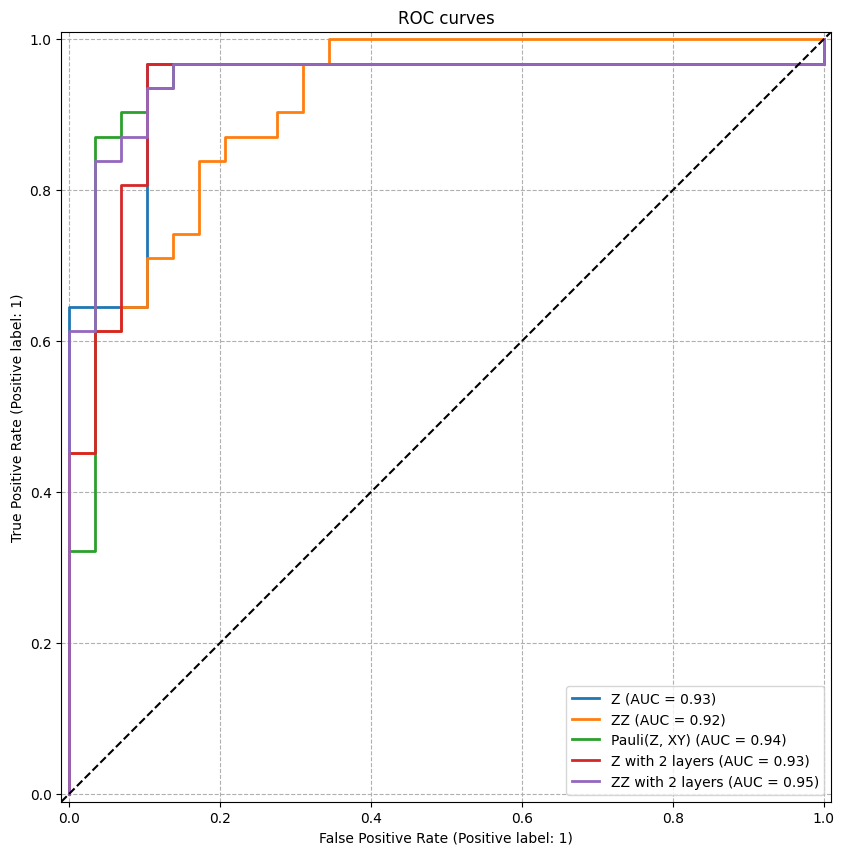 ROC curves
True Positive Rate (Positive label: 1)
1.0
0.8
0.6
0.4
0.2
0.0
Z (AUC = 0.93)
ZZ (AUC = 0.92)
Pauli(Z, XY) (AUC = 0.94)
Z with 2 layers (AUC = 0.93)
ZZ with 2 layers (AUC = 0.95)
0.0 0.2 0.4 0.6 0.8 1.0
False Positive Rate (Positive label: 1)